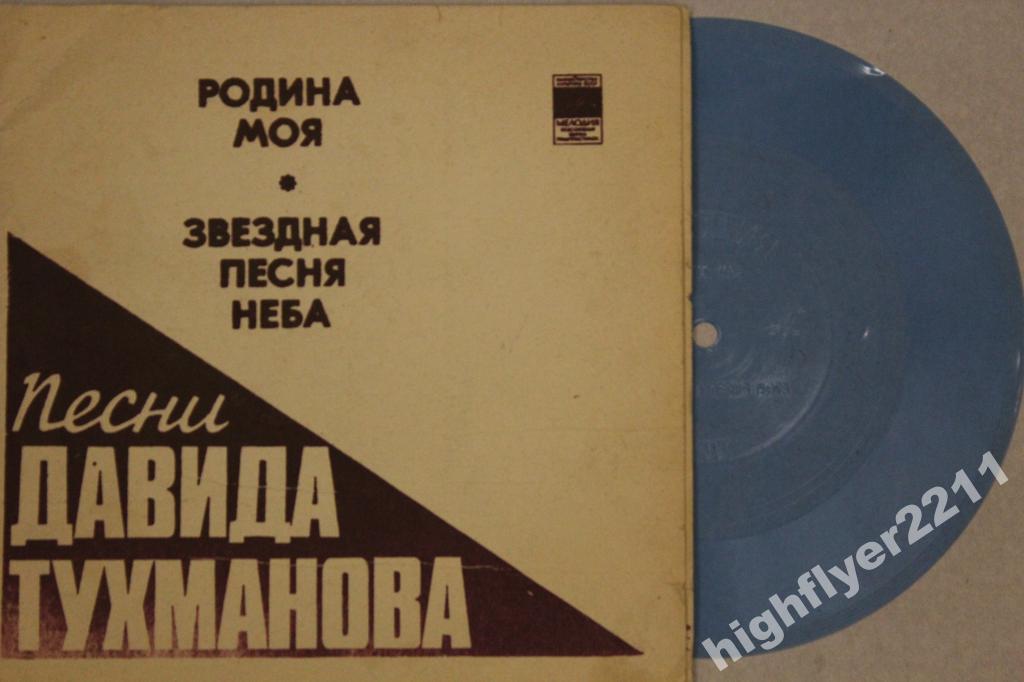 РОДИНА
МОЯ
ЗВЕЗДНАЯ
ПЕСНЯ
НЕБА
МЕЛОДИЯ
Песни
ДАВИДА
ТУХМАНОВА
highflyer2211